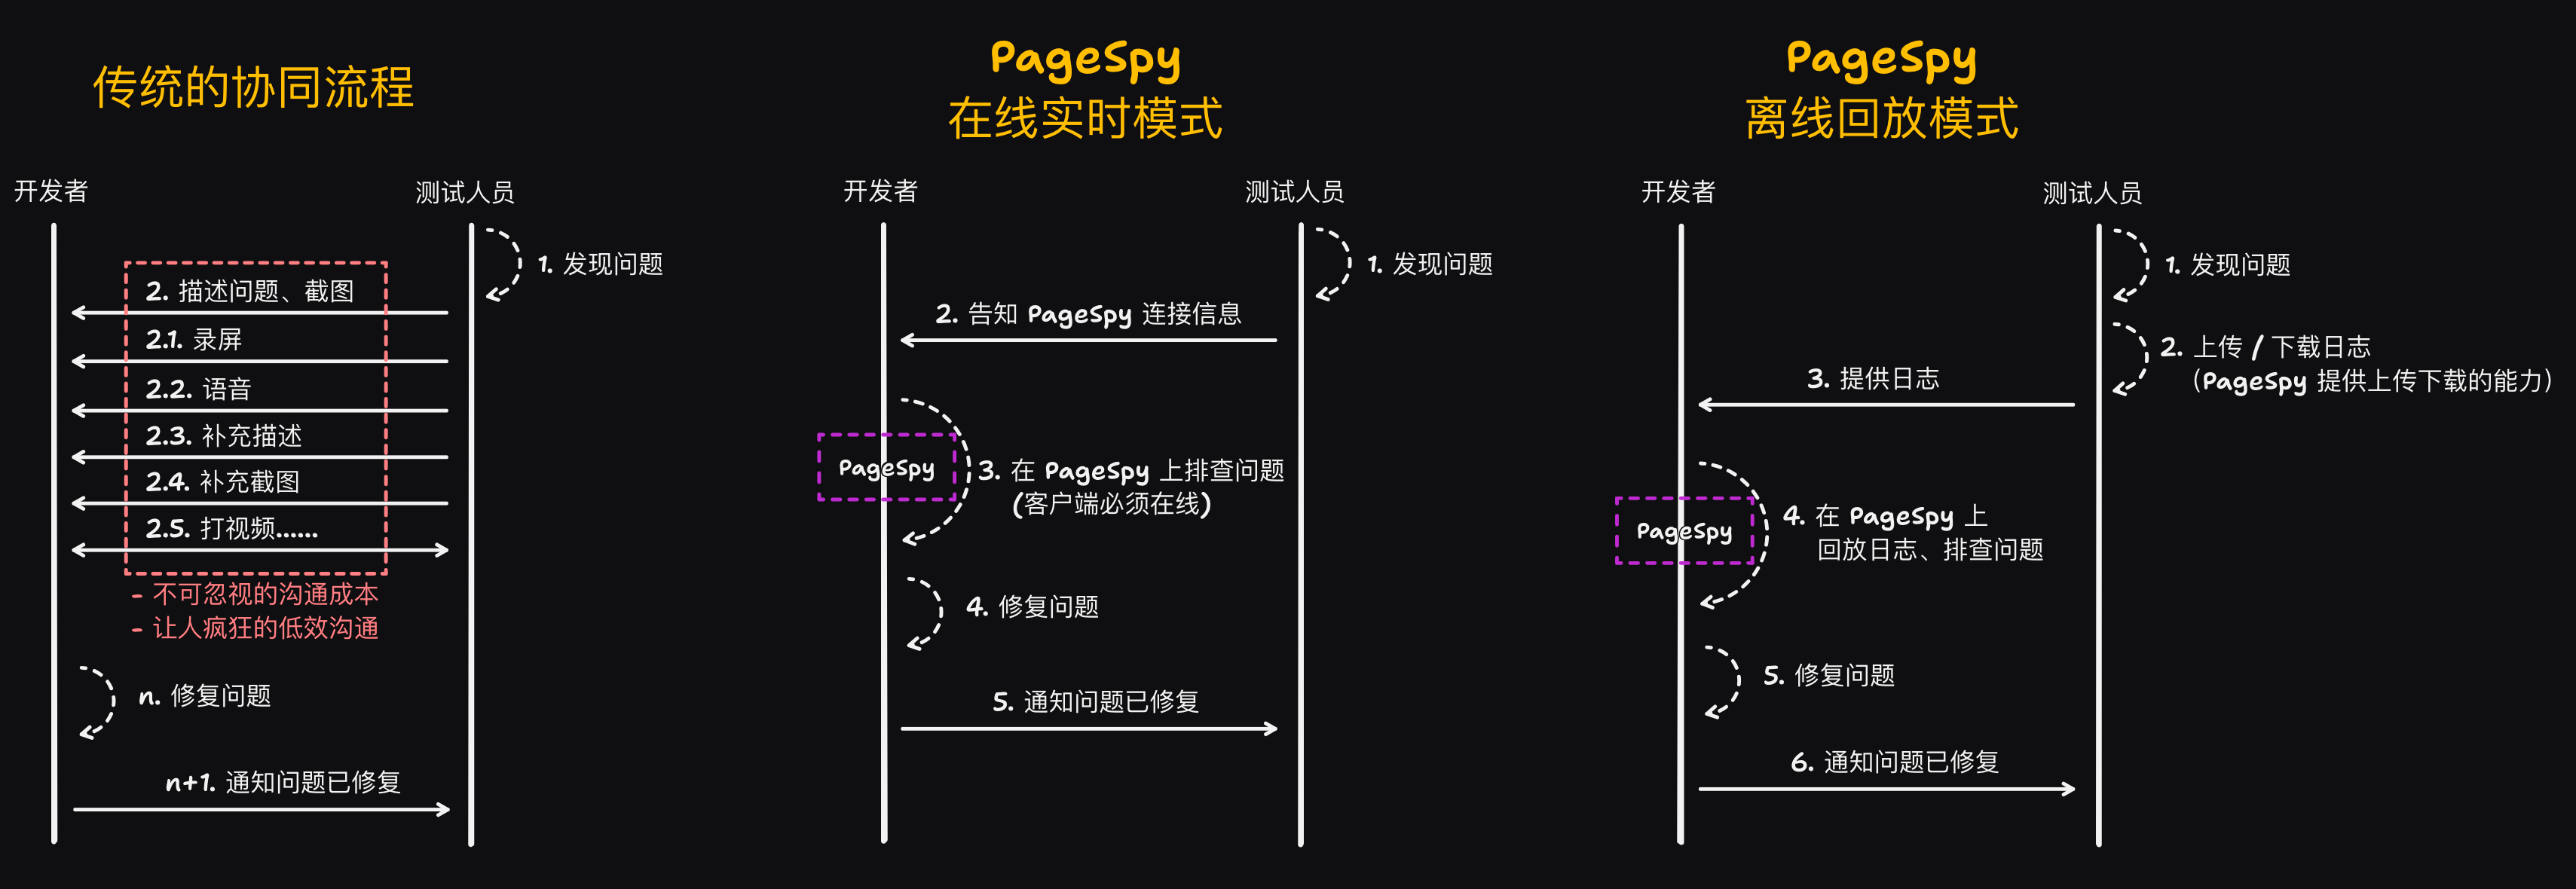 传统的协同流程
开发者
测试人员
1. 发现问题
2. 描述问题、截图
2.1. 录屏
2.2. 语音
2.3. 补充描述
2.4. 补充截图
2.5. 打视频......
- 不可忽视的沟通成本
- 让人疯狂的低效沟通
n. 修复问题
n+1. 通知问题已修复
PageSpy
在线实时模式
开发者
测试人员
1. 发现问题
2. 告知 PageSpy 连接信息
PageSpy
3. 在 PageSpy 上排查问题
(客户端必须在线)
4. 修复问题
5. 通知问题已修复
PageSpy
离线回放模式
开发者
测试人员
1. 发现问题
2. 上传 / 下载日志
（PageSpy 提供上传下载的能力）
3. 提供日志
PageSpy
4. 在 PageSpy 上
回放日志、排查问题
5. 修复问题
6. 通知问题已修复